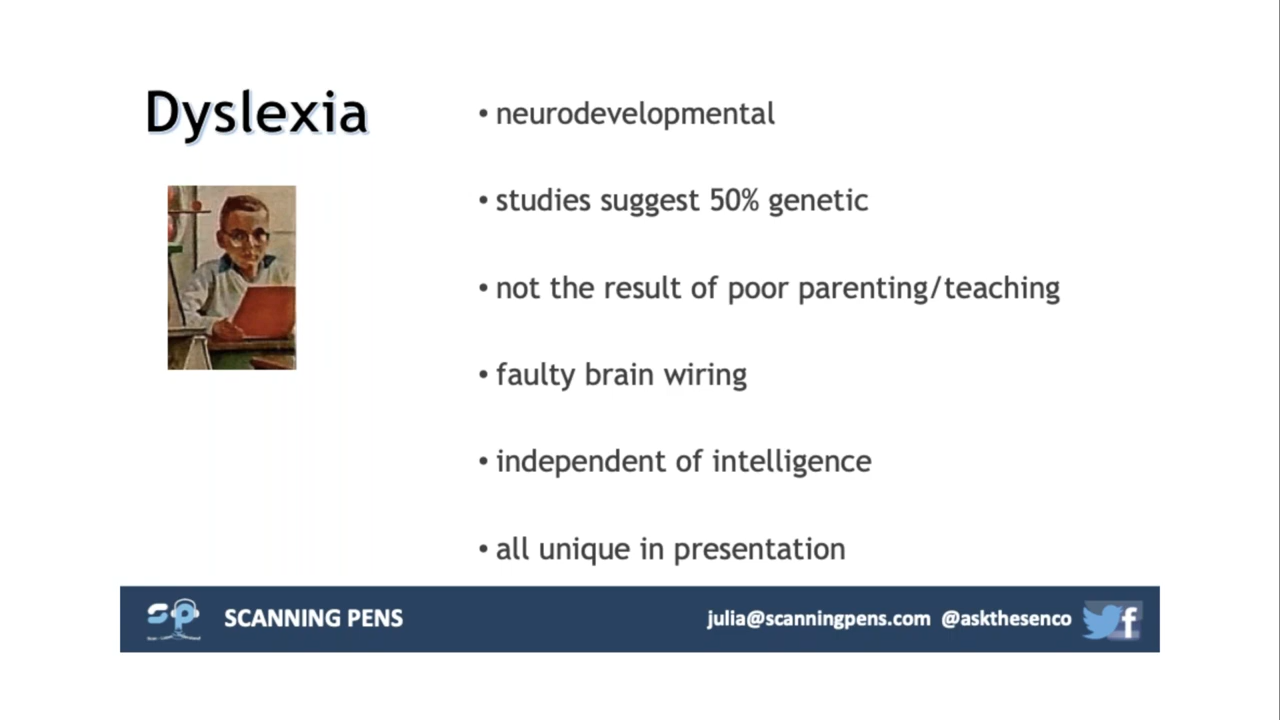 Dyslexia
• neurodevelopmental
• studies suggest 50% genetic
• not the result of poor parenting/teaching
• faulty brain wiring
• independent of intelligence
• all unique in presentation
SP
SCANNING PENS
julia@scanningpens.com @askthesenco